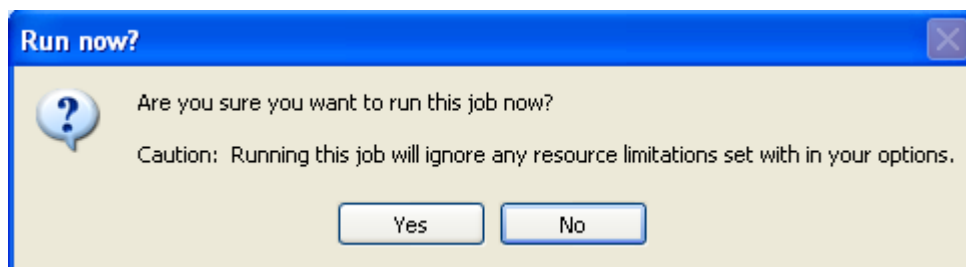 Run now?
Are you sure you want to run this job now?
Caution:  Running this job will ignore any resource limitations set with in your options.
Yes
No